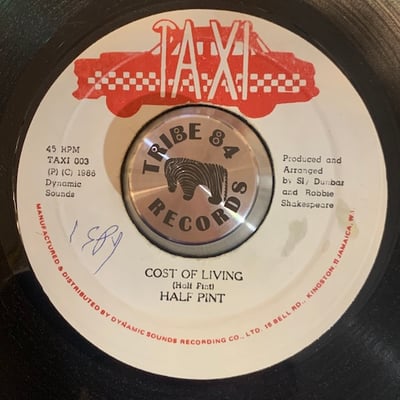 TAXI
45 RPM
TAXI 003
(P) (C) 1986
Dynamic
Sounds
TRIBE 84
RECORDS
Produced and
Arranged
by Sly Dunbar
and Robbie
Shakespeare
COST OF LIVING
(Half Pint)
HALF PINT
MANUFACTURED & DISTRIBUTED BY DYNAMIC SOUNDS RECORDING CO., LTD. 15 BELL RD., KINGSTON 11 JAMAICA, W.I.